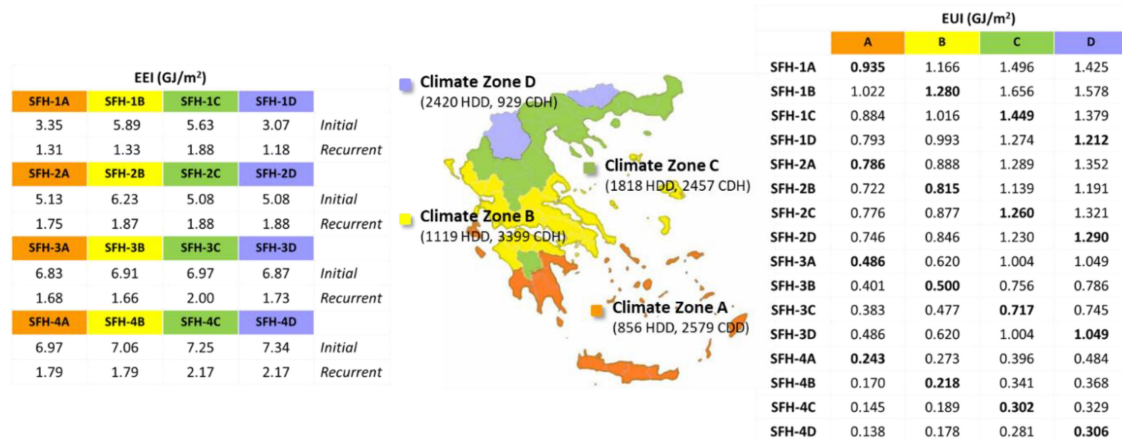 EEI (GJ/m²)
SFH-1A SFH-1B SFH-1C SFH-1D
3.35 5.89 5.63 3.07 Initial
1.31 1.33 1.88 1.18 Recurrent
SFH-2A SFH-2B SFH-2C SFH-2D
5.13 6.23 5.08 5.08 Initial
1.75 1.87 1.88 1.88 Recurrent
SFH-3A SFH-3B SFH-3C SFH-3D
6.83 6.91 6.97 6.87 Initial
1.68 1.66 2.00 1.73 Recurrent
SFH-4A SFH-4B SFH-4C SFH-4D
6.97 7.06 7.25 7.34 Initial
1.79 1.79 2.17 2.17 Recurrent
Climate Zone D
(2420 HDD, 929 CDH)
Climate Zone C
(1818 HDD, 2457 CDH)
Climate Zone B
(1119 HDD, 3399 CDH)
Climate Zone A
(856 HDD, 2579 CDD)
EUI (GJ/m²)
A B C D
SFH-1A 0.935 1.166 1.496 1.425
SFH-1B 1.022 1.280 1.656 1.578
SFH-1C 0.884 1.016 1.449 1.379
SFH-1D 0.793 0.993 1.274 1.212
SFH-2A 0.786 0.888 1.289 1.352
SFH-2B 0.722 0.815 1.139 1.191
SFH-2C 0.776 0.877 1.260 1.321
SFH-2D 0.746 0.846 1.230 1.290
SFH-3A 0.486 0.620 1.004 1.049
SFH-3B 0.401 0.500 0.756 0.786
SFH-3C 0.383 0.477 0.717 0.745
SFH-3D 0.486 0.620 1.004 1.049
SFH-4A 0.243 0.273 0.396 0.484
SFH-4B 0.170 0.218 0.341 0.368
SFH-4C 0.145 0.189 0.302 0.329
SFH-4D 0.138 0.178 0.281 0.306